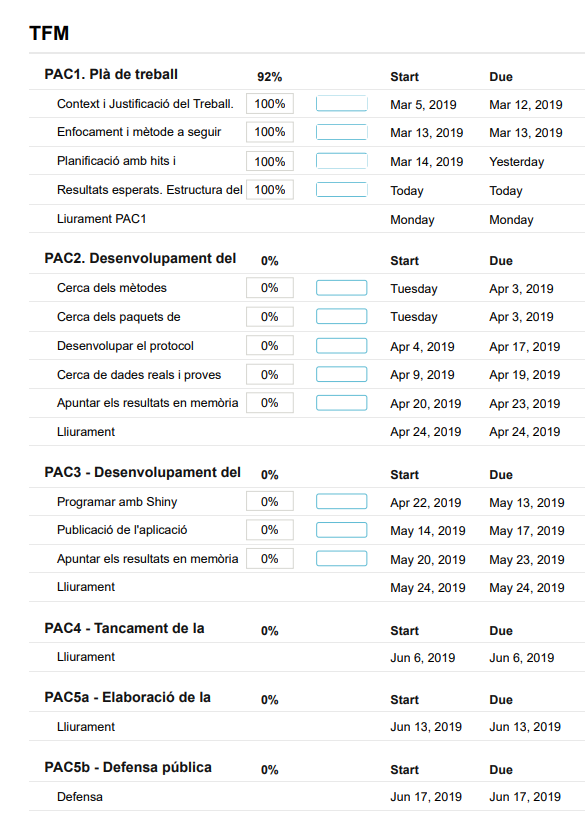 TFM
PAC1. Plà de treball 92% Start Due
Context i Justificació del Treball. 100% Mar 5, 2019 Mar 12, 2019
Enfocament i mètode a seguir 100% Mar 13, 2019 Mar 13, 2019
Planificació amb hits i 100% Mar 14, 2019 Yesterday
Resultats esperats. Estructura del 100% Today Today
Liurament PAC1 Monday Monday
PAC2. Desenvolupament del 0% Start Due
Cerca dels mètodes 0% Tuesday Apr 3, 2019
Cerca dels paquets de 0% Tuesday Apr 3, 2019
Desenvolupar el protocol 0% Apr 4, 2019 Apr 17, 2019
Cerca de dades reals i proves 0% Apr 9, 2019 Apr 19, 2019
Apuntar els resultats en memòria 0% Apr 20, 2019 Apr 23, 2019
Lliurament Apr 24, 2019 Apr 24, 2019
PAC3 - Desenvolupament del 0% Start Due
Programar amb Shiny 0% Apr 22, 2019 May 13, 2019
Publicació de l'aplicació 0% May 14, 2019 May 17, 2019
Apuntar els resultats en memòria 0% May 20, 2019 May 23, 2019
Lliurament May 24, 2019 May 24, 2019
PAC4 - Tancament de la 0% Start Due
Lliurament Jun 6, 2019 Jun 6, 2019
PAC5a - Elaboració de la 0% Start Due
Lliurament Jun 13, 2019 Jun 13, 2019
PAC5b - Defensa pública 0% Start Due
Defensa Jun 17, 2019 Jun 17, 2019